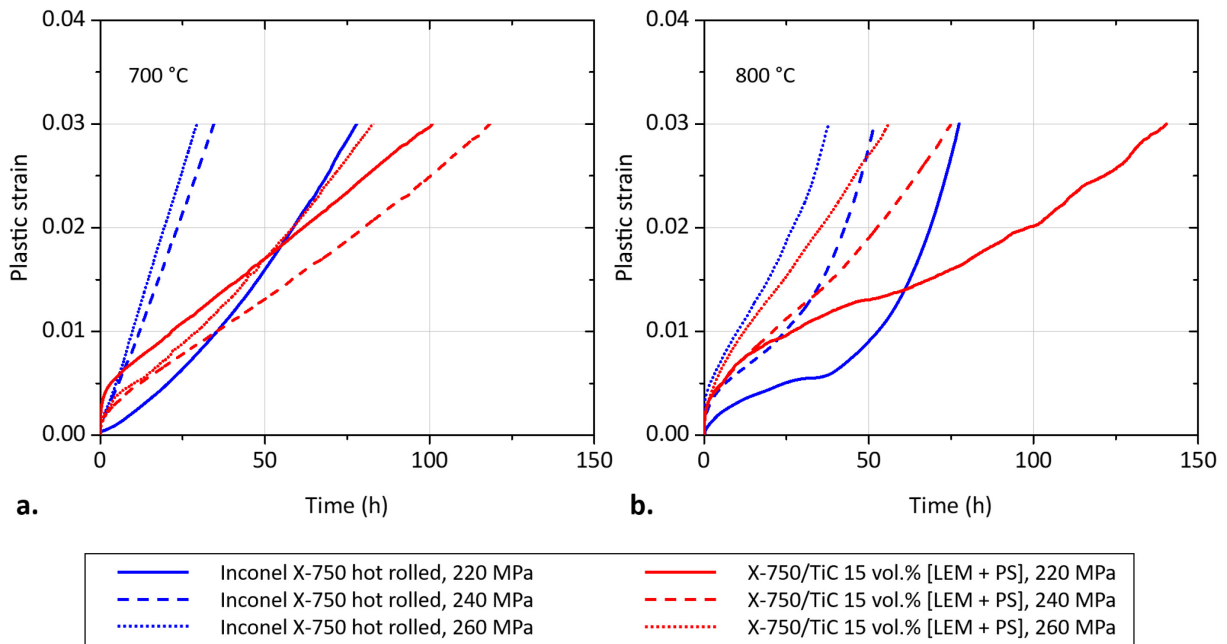 0.04
0.03
0.02
0.01
0.00
Plastic strain
700 °C
0
50
100
150
Time (h)
a.
0.04
0.03
0.02
0.01
0.00
Plastic strain
800 °C
0
50
100
150
Time (h)
b.
Inconel X-750 hot rolled, 220 MPa
Inconel X-750 hot rolled, 240 MPa
Inconel X-750 hot rolled, 260 MPa
X-750/TiC 15 vol.% [LEM + PS], 220 MPa
X-750/TiC 15 vol.% [LEM + PS], 240 MPa
X-750/TiC 15 vol.% [LEM + PS], 260 MPa